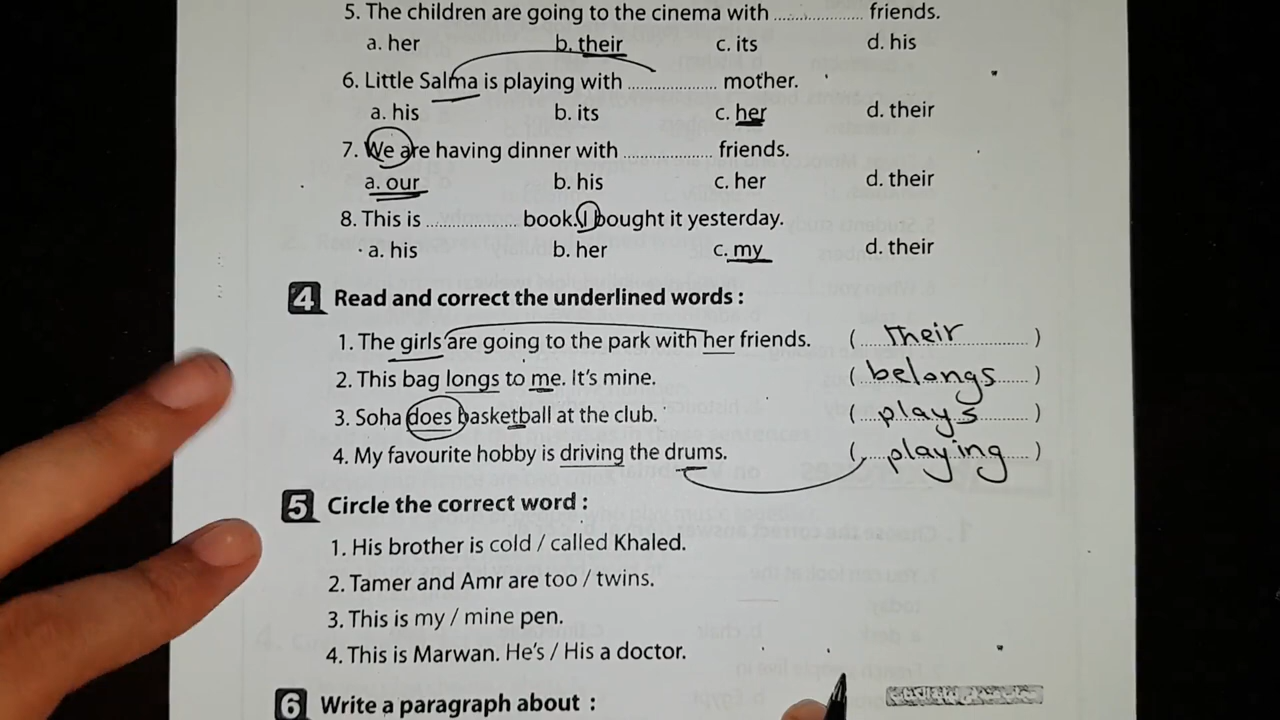 5. The children are going to the cinema with .................... friends.
a. her b. their c. its d. his
6. Little Salma is playing with .................... mother.
a. his b. its c. her d. their
7. We are having dinner with .................... friends.
a. our b. his c. her d. their
8. This is .................... book. I bought it yesterday.
a. his b. her c. my d. their
4 Read and correct the underlined words :
1. The girls are going to the park with her friends. ( their )
2. This bag longs to me. It's mine. ( belongs )
3. Soha does basketball at the club. ( plays )
4. My favourite hobby is driving the drums. ( playing )
5 Circle the correct word :
1. His brother is cold / called Khaled.
2. Tamer and Amr are too / twins.
3. This is my / mine pen.
4. This is Marwan. He's / His a doctor.
6 Write a paragraph about :